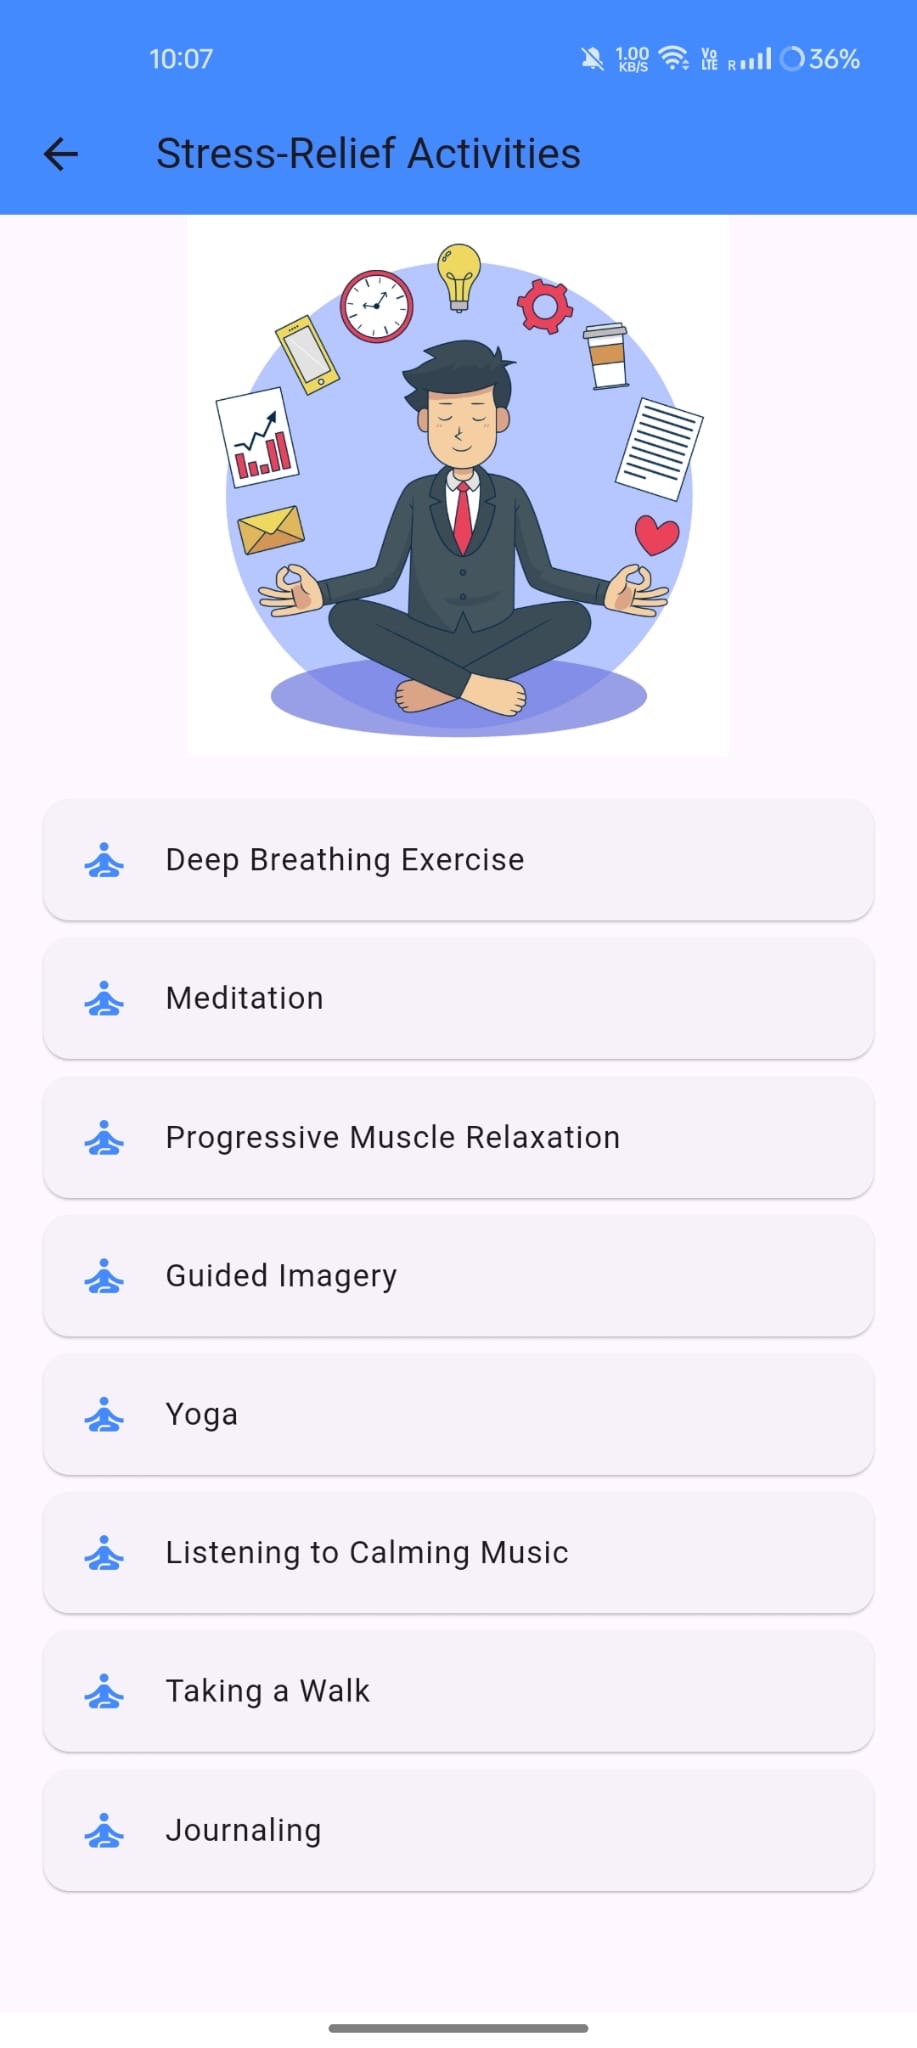 10:07
1.00
KB/S
Vo
LTE
R
36%
Stress-Relief Activities
Deep Breathing Exercise
Meditation
Progressive Muscle Relaxation
Guided Imagery
Yoga
Listening to Calming Music
Taking a Walk
Journaling